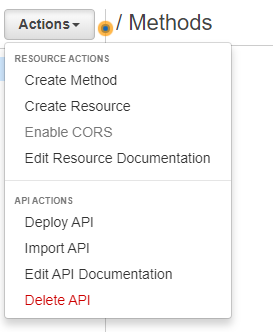 Actions
/ Methods
RESOURCE ACTIONS
Create Method
Create Resource
Enable CORS
Edit Resource Documentation
API ACTIONS
Deploy API
Import API
Edit API Documentation
Delete API